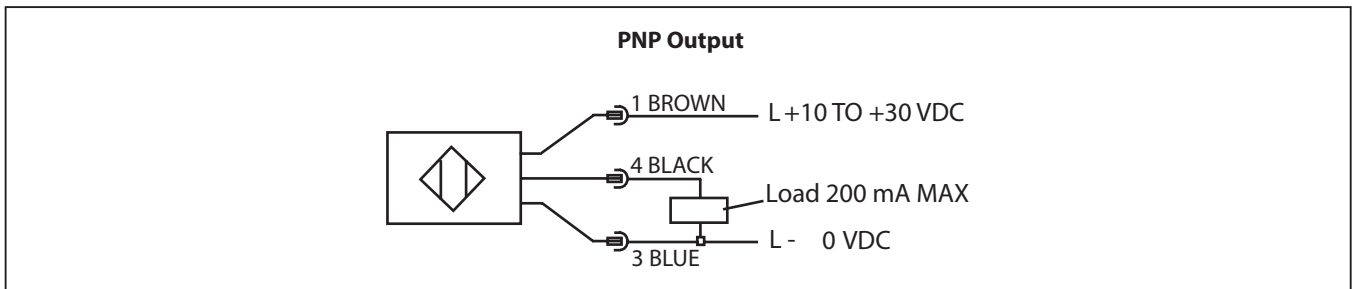 PNP Output
1 BROWN
L +10 TO +30 VDC
4 BLACK
Load 200 mA MAX
L - 0 VDC
3 BLUE